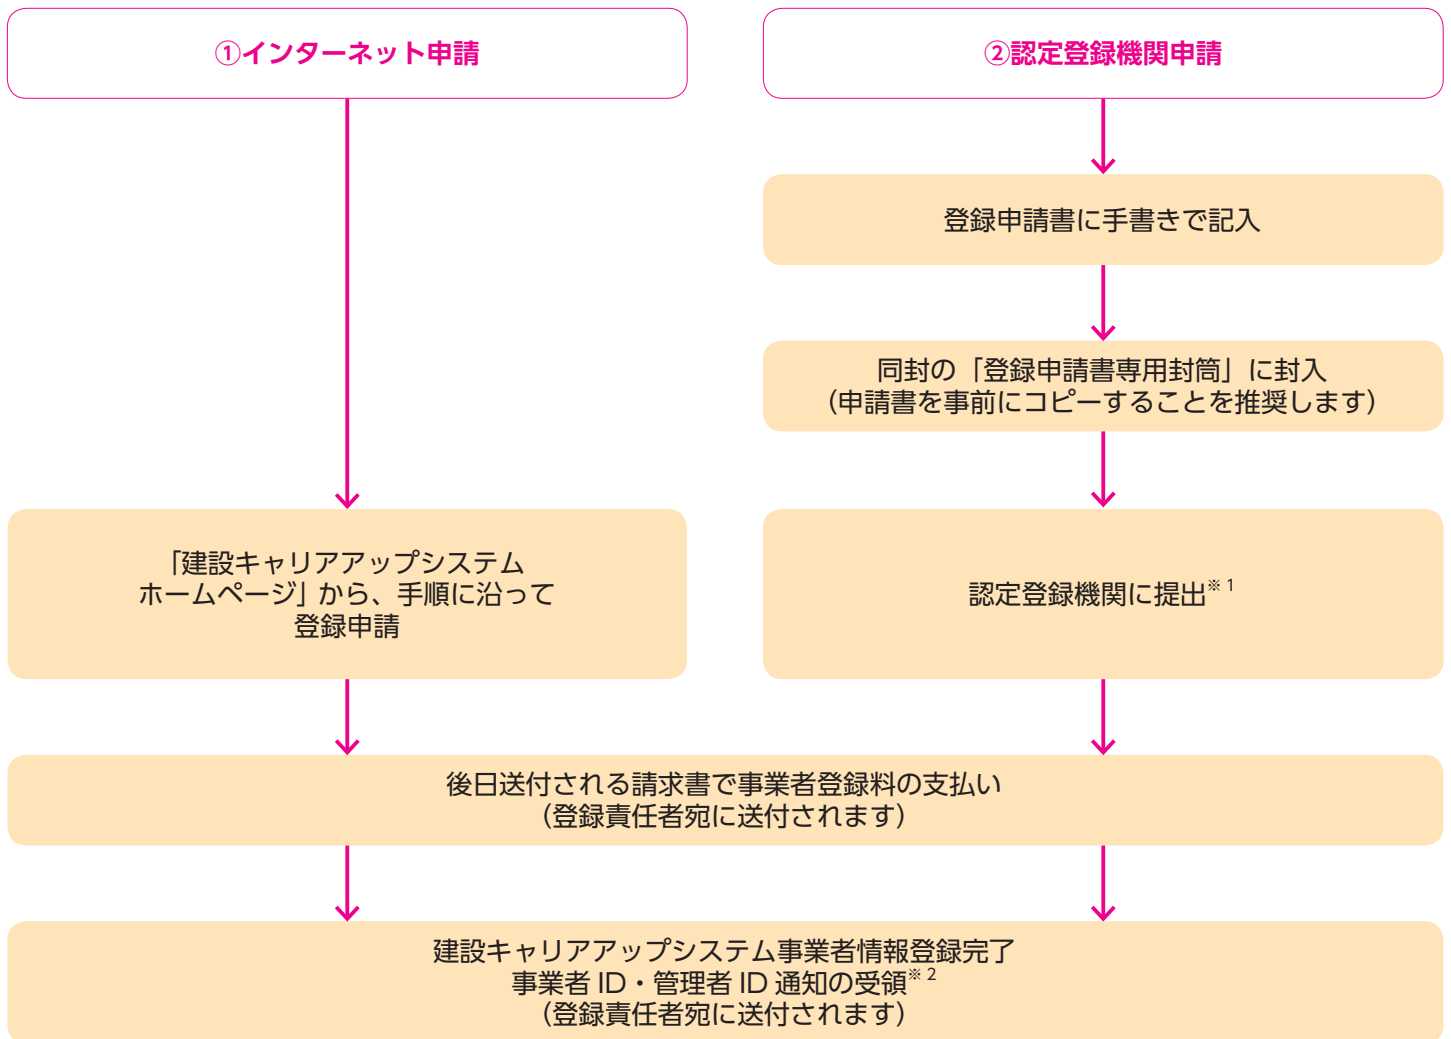 ①インターネット申請
②認定登録機関申請
登録申請書に手書きで記入
同封の「登録申請書専用封筒」に封入
（申請書を事前にコピーすることを推奨します）
「建設キャリアアップシステム
ホームページ」から、手順に沿って
登録申請
認定登録機関に提出※1
後日送付される請求書で事業者登録料の支払い
（登録責任者宛に送付されます）
建設キャリアアップシステム事業者情報登録完了
事業者 ID・管理者 ID 通知の受領※2
（登録責任者宛に送付されます）